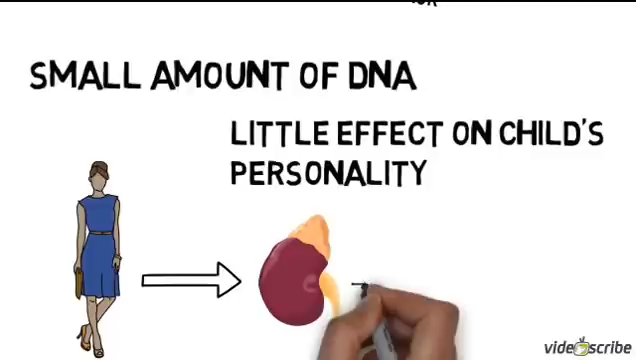 SMALL AMOUNT OF DNA
LITTLE EFFECT ON CHILD'S
PERSONALITY
videoscribe